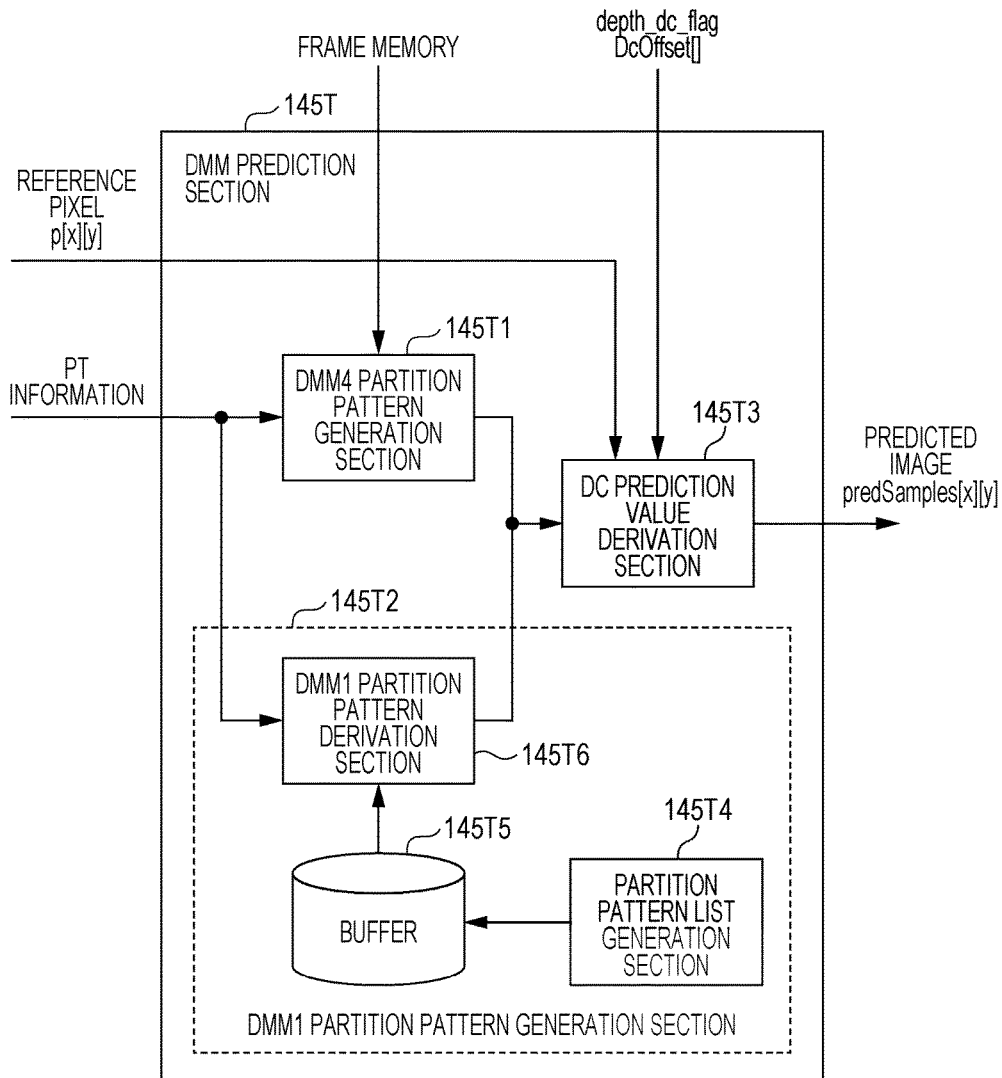 depth_dc_flag
DcOffset[]
FRAME MEMORY
145T
DMM PREDICTION
SECTION
REFERENCE
PIXEL
p[x][y]
145T1
PT
INFORMATION
DMM4 PARTITION
PATTERN
GENERATION
SECTION
145T3
PREDICTED
IMAGE
predSamples[x][y]
DC PREDICTION
VALUE
DERIVATION
SECTION
145T2
DMM1 PARTITION
PATTERN
DERIVATION
SECTION
145T6
145T5
145T4
BUFFER
PARTITION
PATTERN LIST
GENERATION
SECTION
DMM1 PARTITION PATTERN GENERATION SECTION